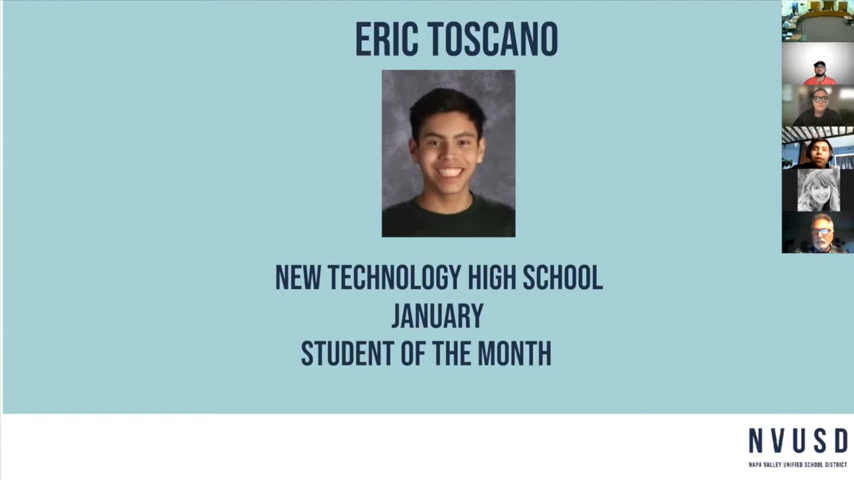 ERIC TOSCANO
NEW TECHNOLOGY HIGH SCHOOL
JANUARY
STUDENT OF THE MONTH
NVUSD
NAPA VALLEY UNIFIED SCHOOL DISTRICT